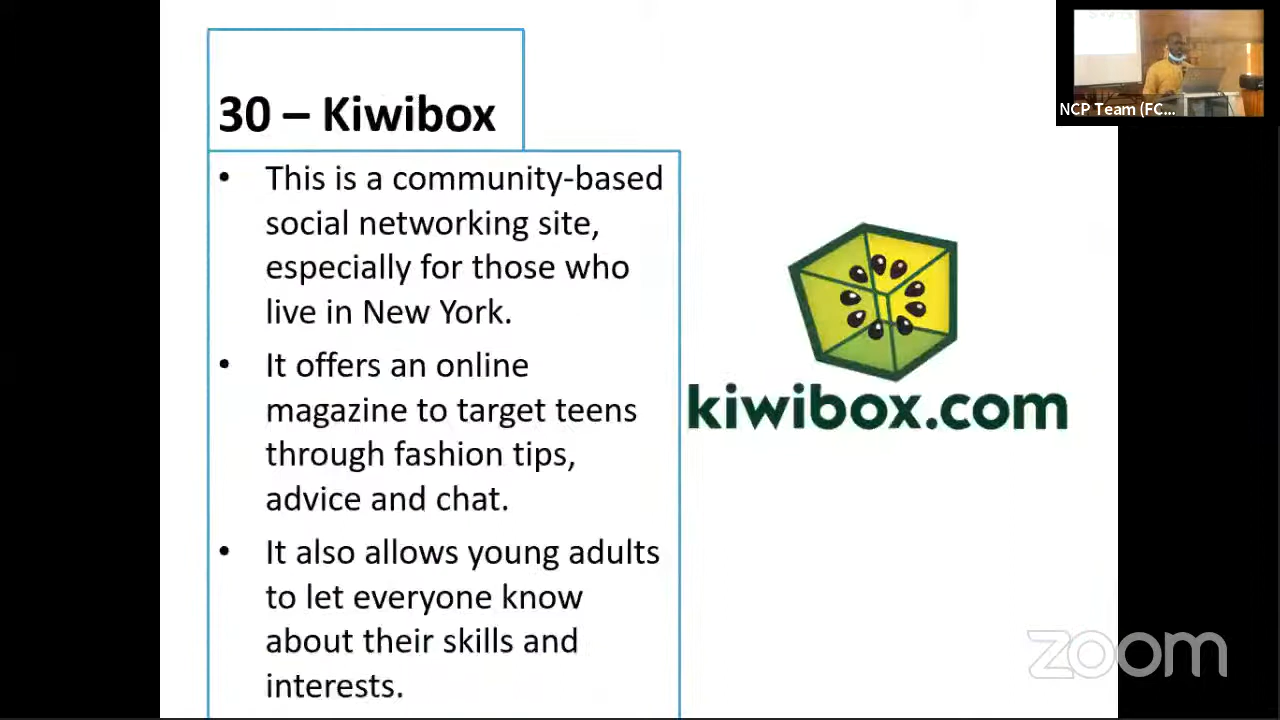 30 – Kiwibox
• This is a community-based
social networking site,
especially for those who
live in New York.
• It offers an online
magazine to target teens
through fashion tips,
advice and chat.
• It also allows young adults
to let everyone know
about their skills and
interests.
kiwibox.com
NCP Team (FC...
zoom